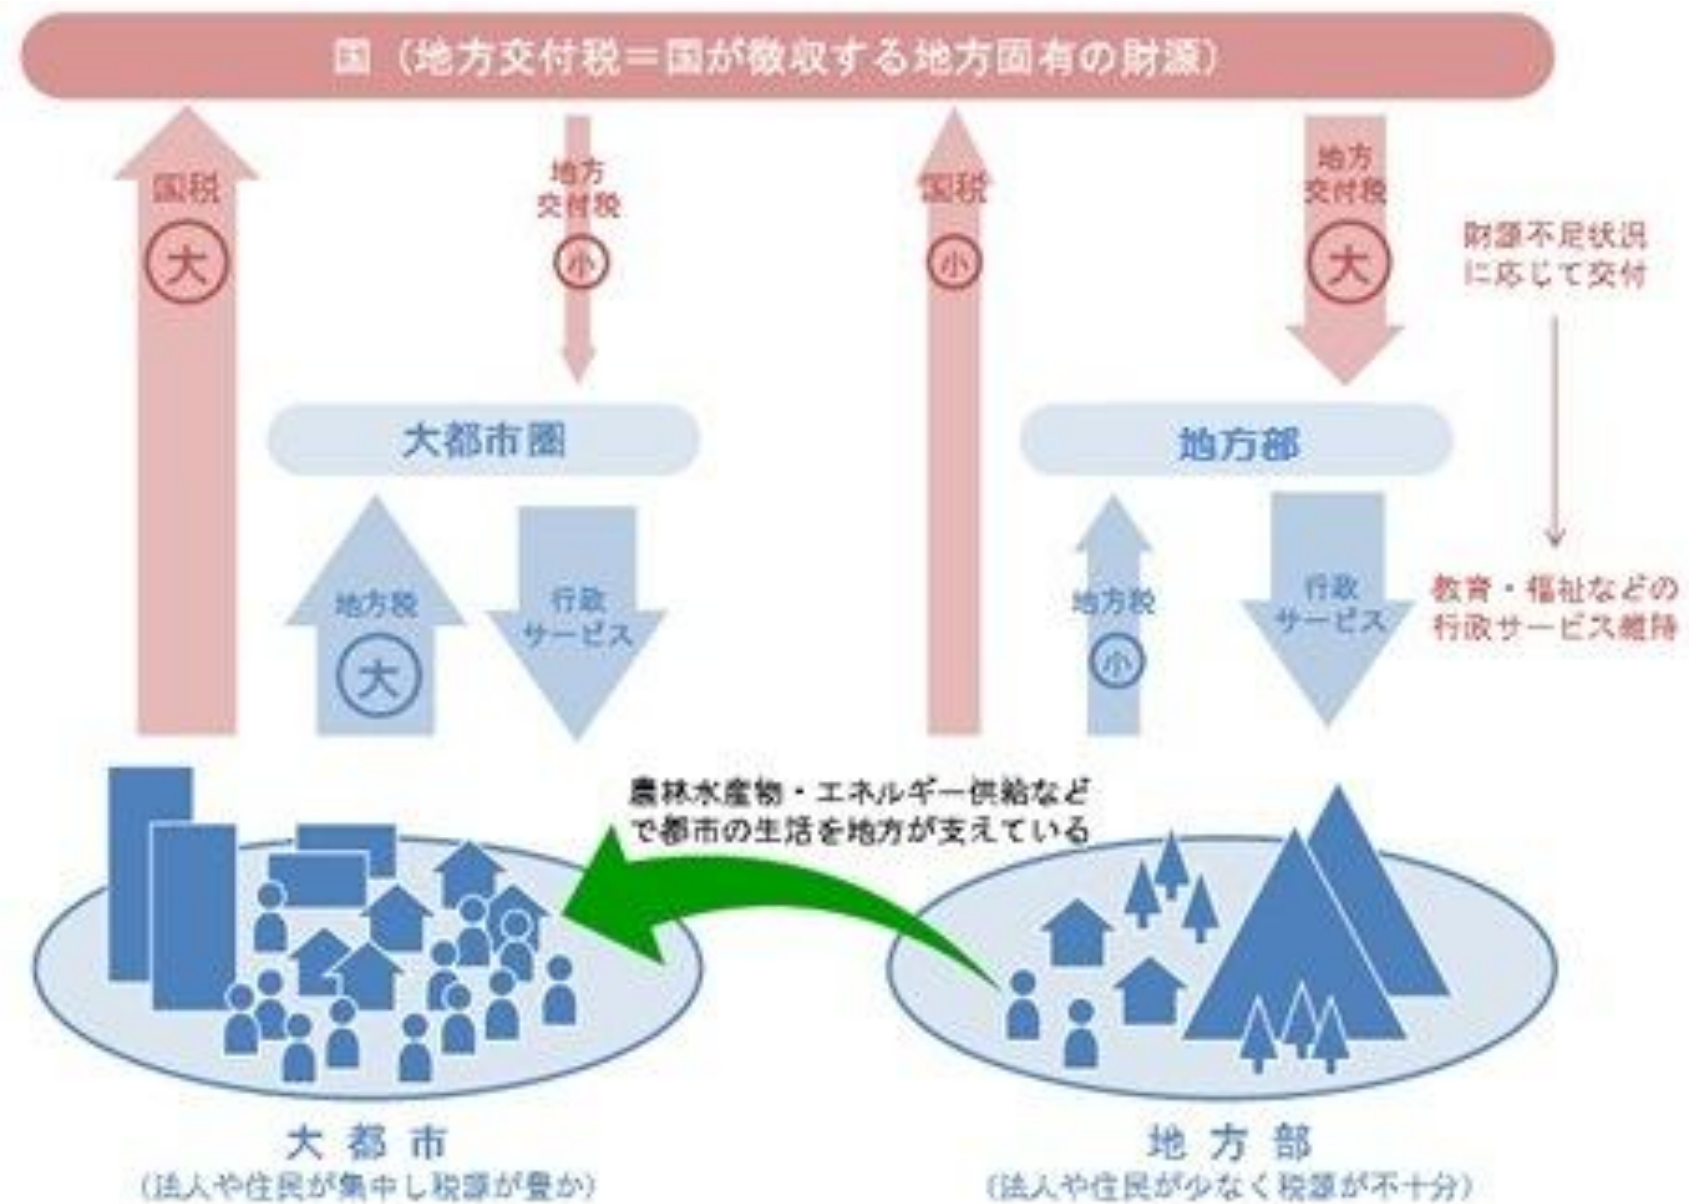 国（地方交付税＝国が徴収する地方固有の財源）
国税
大
地方
交付税
小
国税
小
地方
交付税
大
財源不足状況
に応じて交付
大都市圏
地方部
地方税
大
行政
サービス
地方税
小
行政
サービス
教育・福祉などの
行政サービス維持
農林水産物・エネルギー供給など
で都市の生活を地方が支えている
大都市
（法人や住民が集中し税源が豊か）
地方部
（法人や住民が少なく税源が不十分）